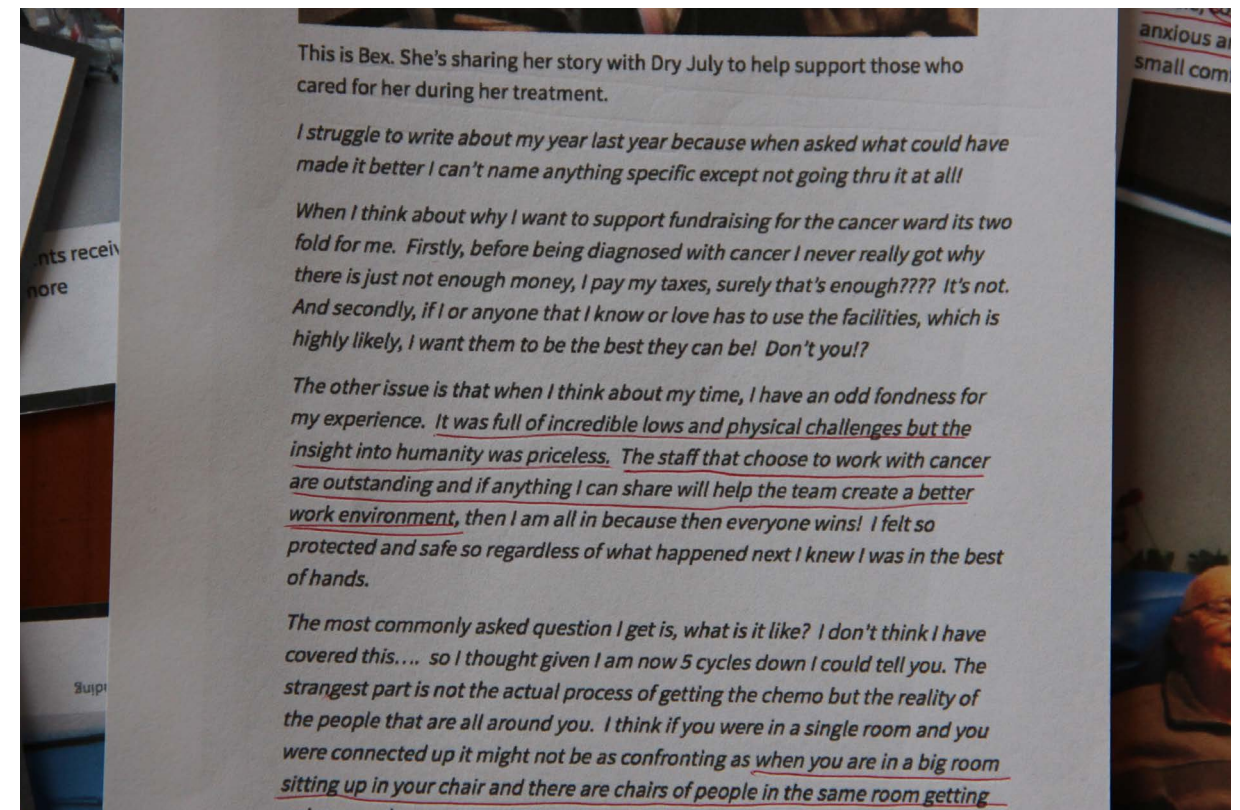 This is Bex. She's sharing her story with Dry July to help support those who
cared for her during her treatment.
I struggle to write about my year last year because when asked what could have
made it better I can't name anything specific except not going thru it at all!
When I think about why I want to support fundraising for the cancer ward its two
fold for me. Firstly, before being diagnosed with cancer I never really got why
there is just not enough money, I pay my taxes, surely that's enough???? It's not.
And secondly, if I or anyone that I know or love has to use the facilities, which is
highly likely, I want them to be the best they can be! Don't you!?
The other issue is that when I think about my time, I have an odd fondness for
my experience. It was full of incredible lows and physical challenges but the
insight into humanity was priceless. The staff that choose to work with cancer
are outstanding and if anything I can share will help the team create a better
work environment, then I am all in because then everyone wins! I felt so
protected and safe so regardless of what happened next I knew I was in the best
of hands.
The most commonly asked question I get is, what is it like? I don't think I have
covered this.... so I thought given I am now 5 cycles down I could tell you. The
strangest part is not the actual process of getting the chemo but the reality of
the people that are all around you. I think if you were in a single room and you
were connected up it might not be as confronting as when you are in a big room
sitting up in your chair and there are chairs of people in the same room getting
anxious
small